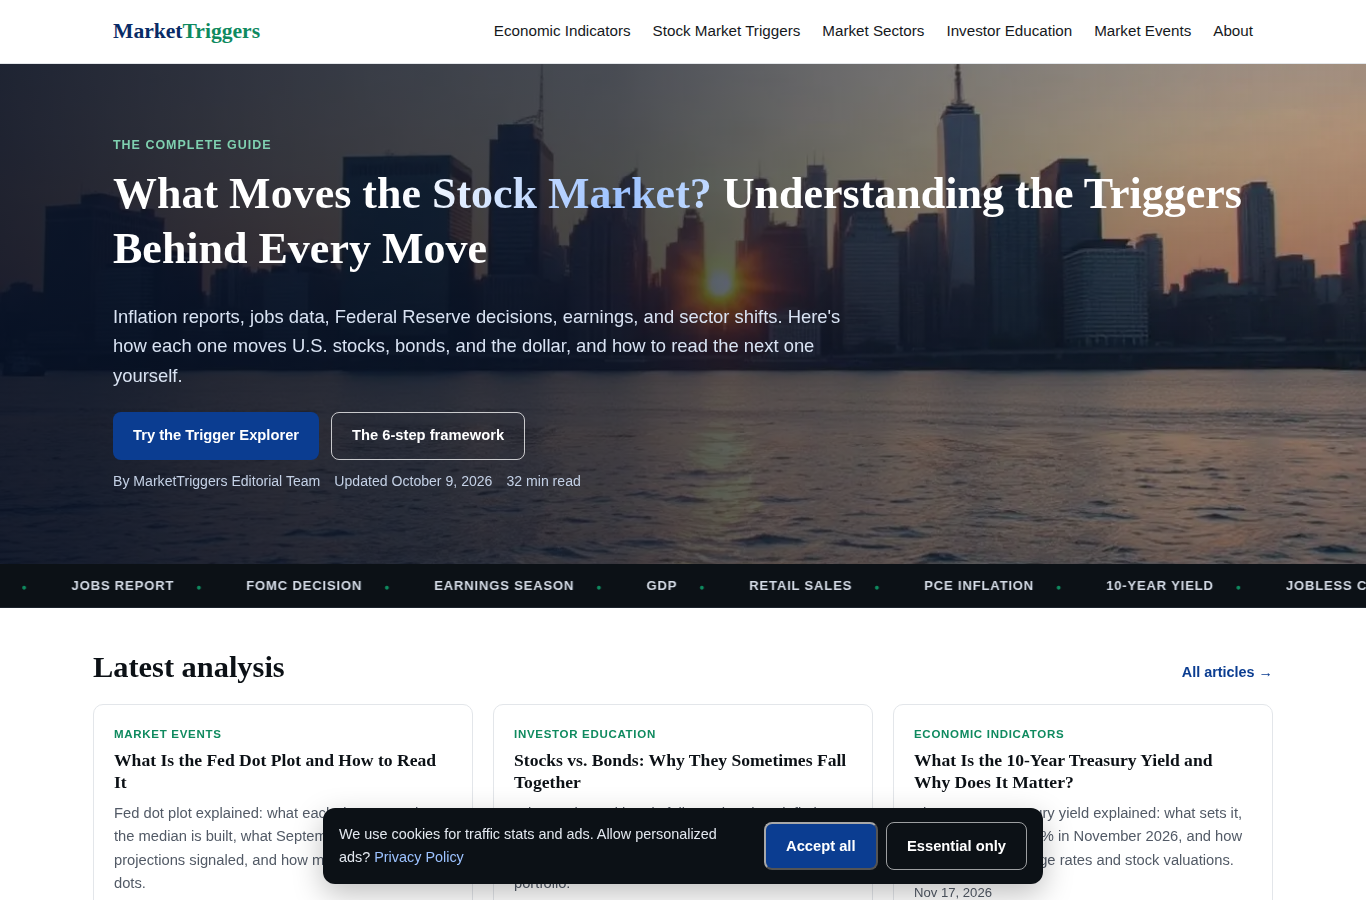 MarketTriggers
Economic Indicators Stock Market Triggers Market Sectors Investor Education Market Events About
THE COMPLETE GUIDE
What Moves the Stock Market? Understanding the Triggers
Behind Every Move
Inflation reports, jobs data, Federal Reserve decisions, earnings, and sector shifts. Here's
how each one moves U.S. stocks, bonds, and the dollar, and how to read the next one
yourself.
Try the Trigger Explorer The 6-step framework
By MarketTriggers Editorial Team Updated October 9, 2026 32 min read
• JOBS REPORT • FOMC DECISION • EARNINGS SEASON • GDP • RETAIL SALES • PCE INFLATION • 10-YEAR YIELD • JOBLESS C
Latest analysis
All articles →
MARKET EVENTS
What Is the Fed Dot Plot and How to Read
It
Fed dot plot explained: what each
the median is built, what Septem
projections signaled, and how m
dots.
INVESTOR EDUCATION
Stocks vs. Bonds: Why They Sometimes Fall
Together
portfolio.
ECONOMIC INDICATORS
What Is the 10-Year Treasury Yield and
Why Does It Matter?
ry yield explained: what sets it,
% in November 2026, and how
ge rates and stock valuations.
Nov 17, 2026
We use cookies for traffic stats and ads. Allow personalized
ads? Privacy Policy
Accept all Essential only